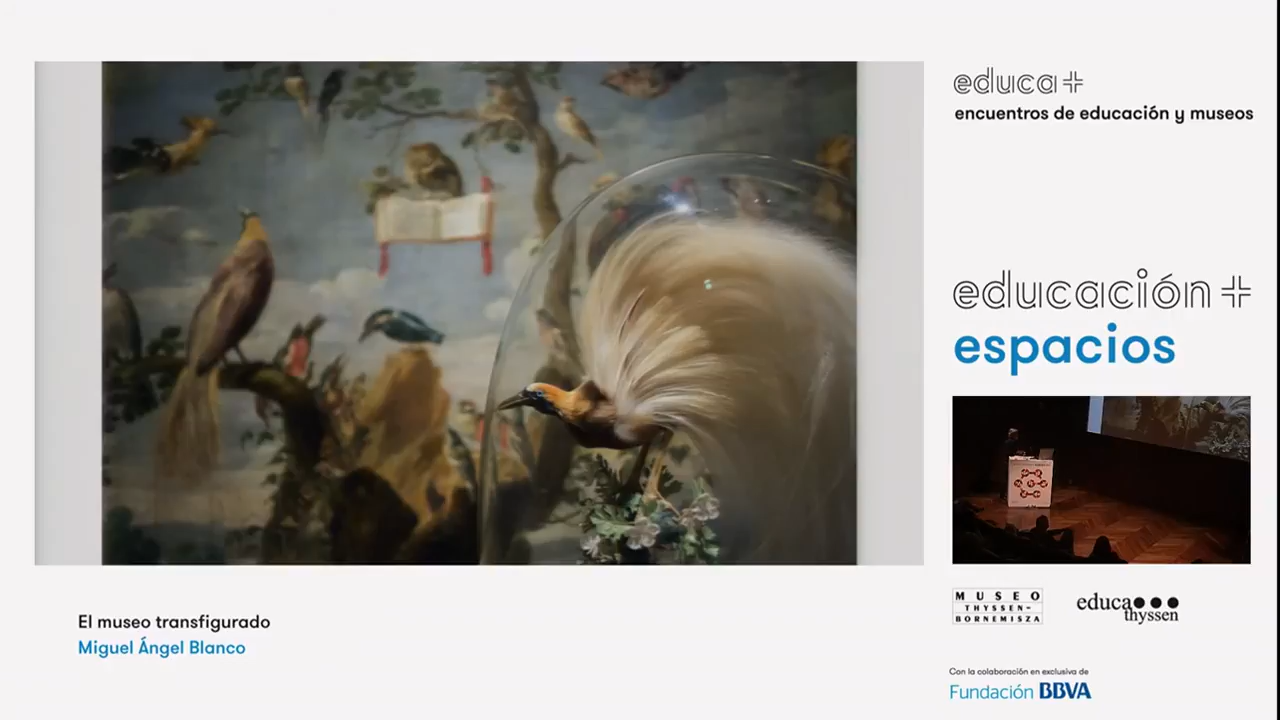 educa+
encuentros de educación y museos
educación+
espacios
MUSEO
THYSSEN-
BORNEMISZA
educa
thyssen
El museo transfigurado
Miguel Ángel Blanco
Con la colaboración en exclusiva de
Fundación BBVA